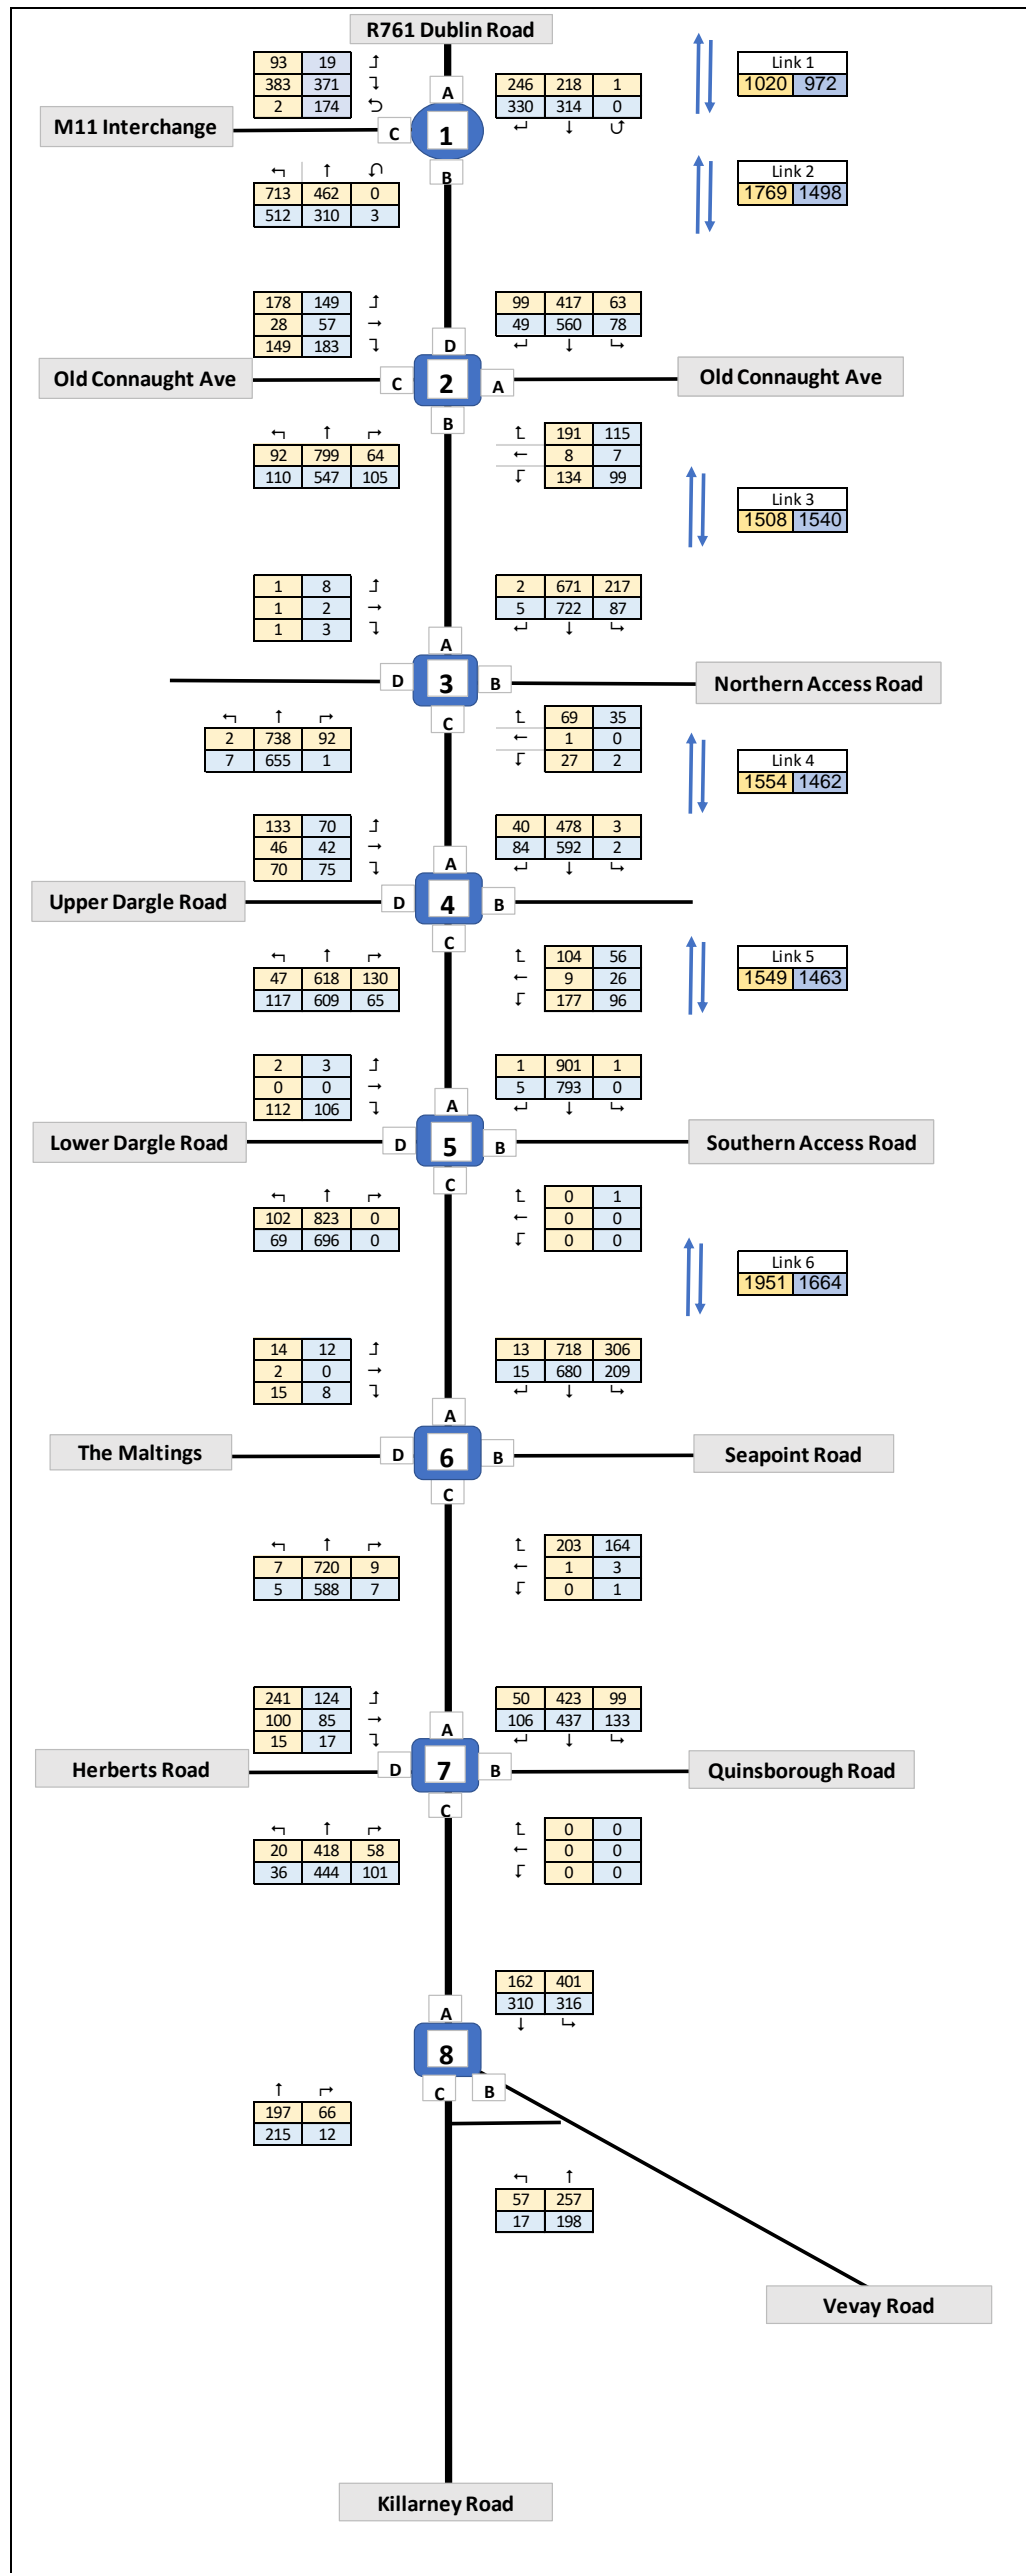 R761 Dublin Road
93 19 ⮥
383 371 ⮧
2 174 ⮌
A
246 218 1
330 314 0
↵ ↓ ⮍
Link 1
1020 972
M11 Interchange
C
1
B
↰ ↑ ↶
713 462 0
512 310 3
Link 2
1769 1498
178 149 ⮥
28 57 →
149 183 ⮧
99 417 63
49 560 78
↵ ↓ ↳
D
Old Connaught Ave
C
2
A
Old Connaught Ave
B
↰ ↑ ↱
92 799 64
110 547 105
↑ 191 115
← 8 7
↓ 134 99
Link 3
1508 1540
1 8 ⮥
1 2 →
1 3 ⮧
2 671 217
5 722 87
↵ ↓ ↳
A
D
3
B
Northern Access Road
C
↰ ↑ ↱
2 738 92
7 655 1
↑ 69 35
← 1 0
↓ 27 2
Link 4
1554 1462
133 70 ⮥
46 42 →
70 75 ⮧
40 478 3
84 592 2
↵ ↓ ↳
A
Upper Dargle Road
D
4
B
C
↰ ↑ ↱
47 618 130
117 609 65
↑ 104 56
← 9 26
↓ 177 96
Link 5
1549 1463
2 3 ⮥
0 0 →
112 106 ⮧
1 901 1
5 793 0
↵ ↓ ↳
A
Lower Dargle Road
D
5
B
Southern Access Road
C
↰ ↑ ↱
102 823 0
69 696 0
↑ 0 1
← 0 0
↓ 0 0
Link 6
1951 1664
14 12 ⮥
2 0 →
15 8 ⮧
13 718 306
15 680 209
↵ ↓ ↳
A
The Maltings
D
6
B
Seapoint Road
C
↰ ↑ ↱
7 720 9
5 588 7
↑ 203 164
← 1 3
↓ 0 1
241 124 ⮥
100 85 →
15 17 ⮧
50 423 99
106 437 133
↵ ↓ ↳
A
Herberts Road
D
7
B
Quinsborough Road
C
↰ ↑ ↱
20 418 58
36 444 101
↑ 0 0
← 0 0
↓ 0 0
162 401
310 316
↓ ↳
A
8
C
B
↑ ↱
197 66
215 12
↰ ↑
57 257
17 198
Vevay Road
Killarney Road